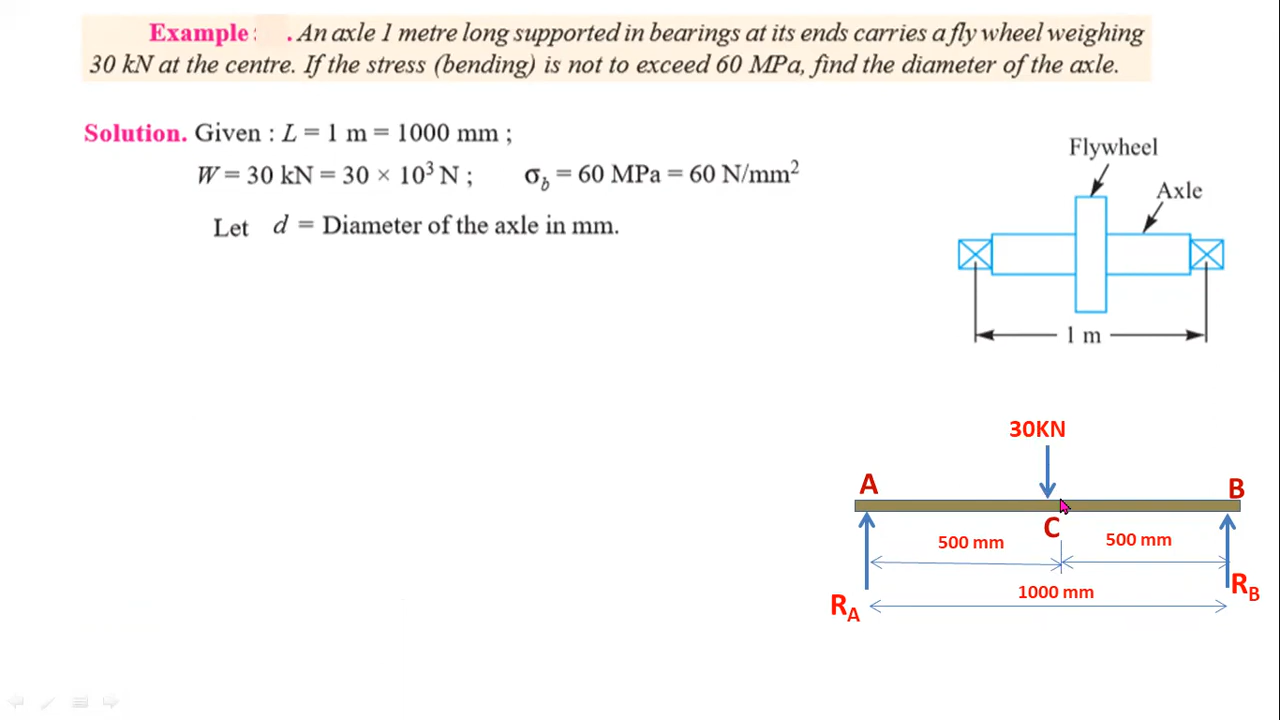 Example : . An axle 1 metre long supported in bearings at its ends carries a fly wheel weighing
30 kN at the centre. If the stress (bending) is not to exceed 60 MPa, find the diameter of the axle.
Solution. Given : L = 1 m = 1000 mm ;
W = 30 kN = 30 × 10³ N ; σb = 60 MPa = 60 N/mm²
Let d = Diameter of the axle in mm.
Flywheel
Axle
1 m
30KN
A
B
C
500 mm
500 mm
1000 mm
RA
RB